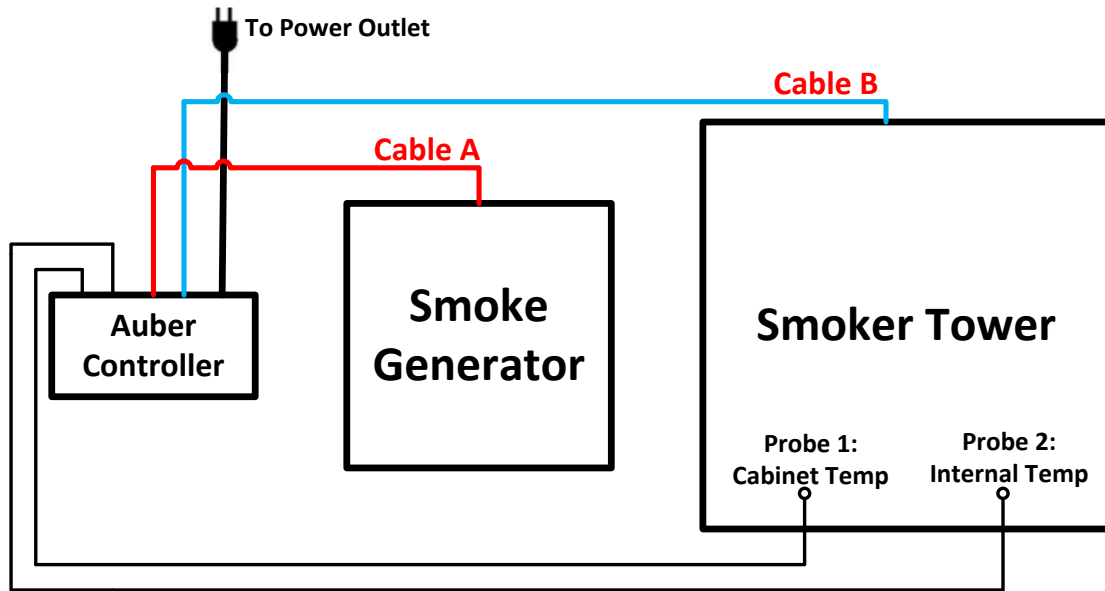 To Power Outlet
Cable B
Cable A
Auber
Controller
Smoke
Generator
Smoker Tower
Probe 1:
Cabinet Temp
Probe 2:
Internal Temp